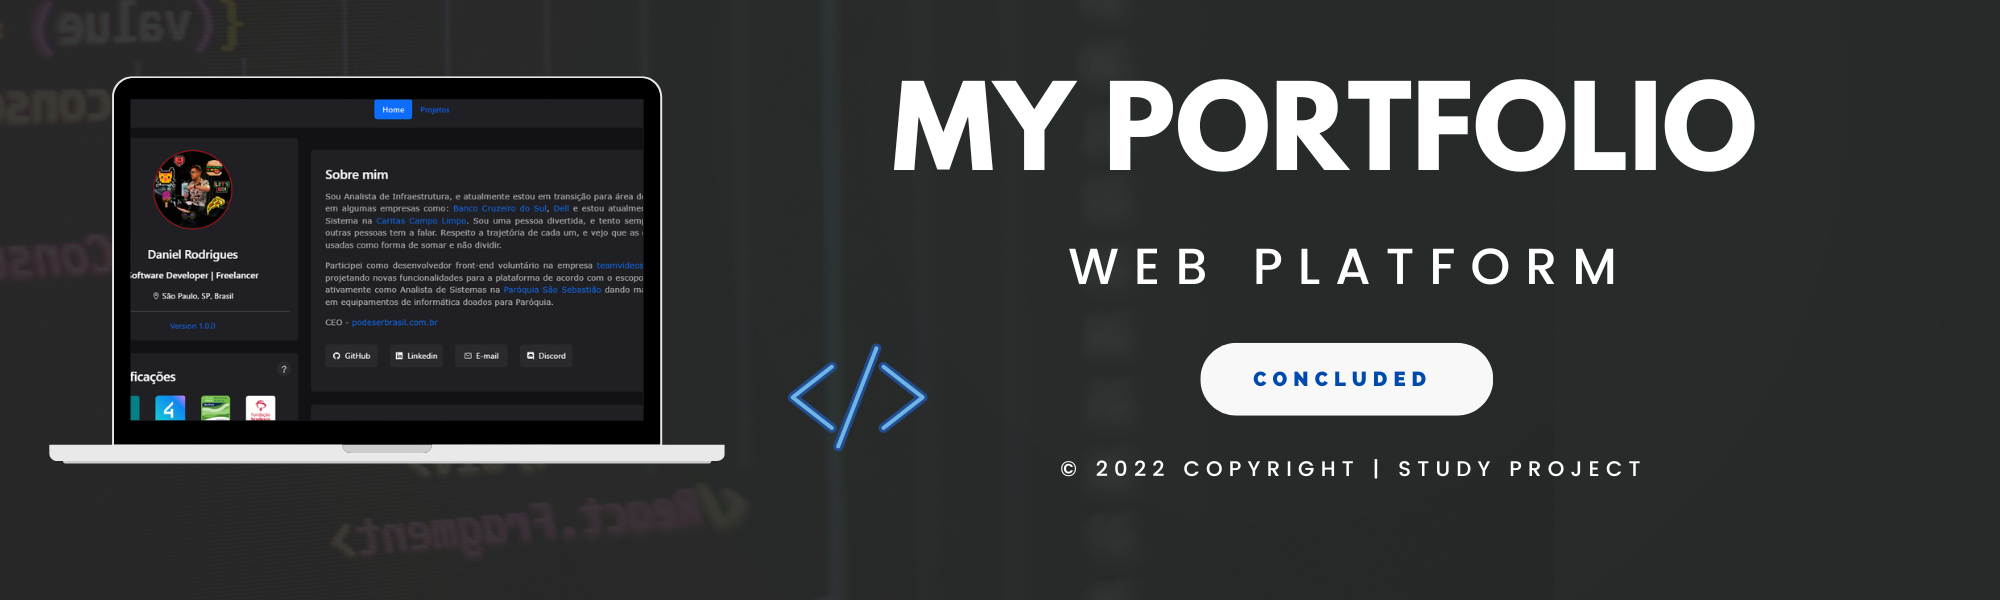 Home Projetos
Daniel Rodrigues
oftware Developer | Freelancer
São Paulo, SP, Brasil
Version 1.0.0
ficações
?
4
Sobre mim
Sou Analista de Infraestrutura, e atualmente estou em transição para área d
em algumas empresas como: Banco Cruzeiro do Sul, Dell e estou atualmer
Sistema na Caritas Campo Limpo. Sou uma pessoa divertida, e tento sem
outras pessoas tem a falar. Respeito a trajetória de cada um, e vejo que as
usadas como forma de somar e não dividir.
Participei como desenvolvedor front-end voluntário na empresa teamvideos
projetando novas funcionalidades para a plataforma de acordo com o escopo
ativamente como Analista de Sistemas na Paróquia São Sebastião dando ma
em equipamentos de informática doados para Paróquia.
CEO - podeserbrasil.com.br
GitHub Linkedin E-mail Discord
</>
MY PORTFOLIO
WEB PLATFORM
CONCLUDED
© 2022 COPYRIGHT | STUDY PROJECT
{(value)
</React.Fragment>